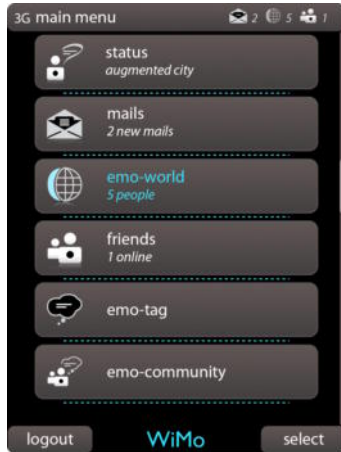 3G main menu 2 5 1
status
augmented city
mails
2 new mails
emo-world
5 people
friends
1 online
emo-tag
emo-community
logout WiMo select